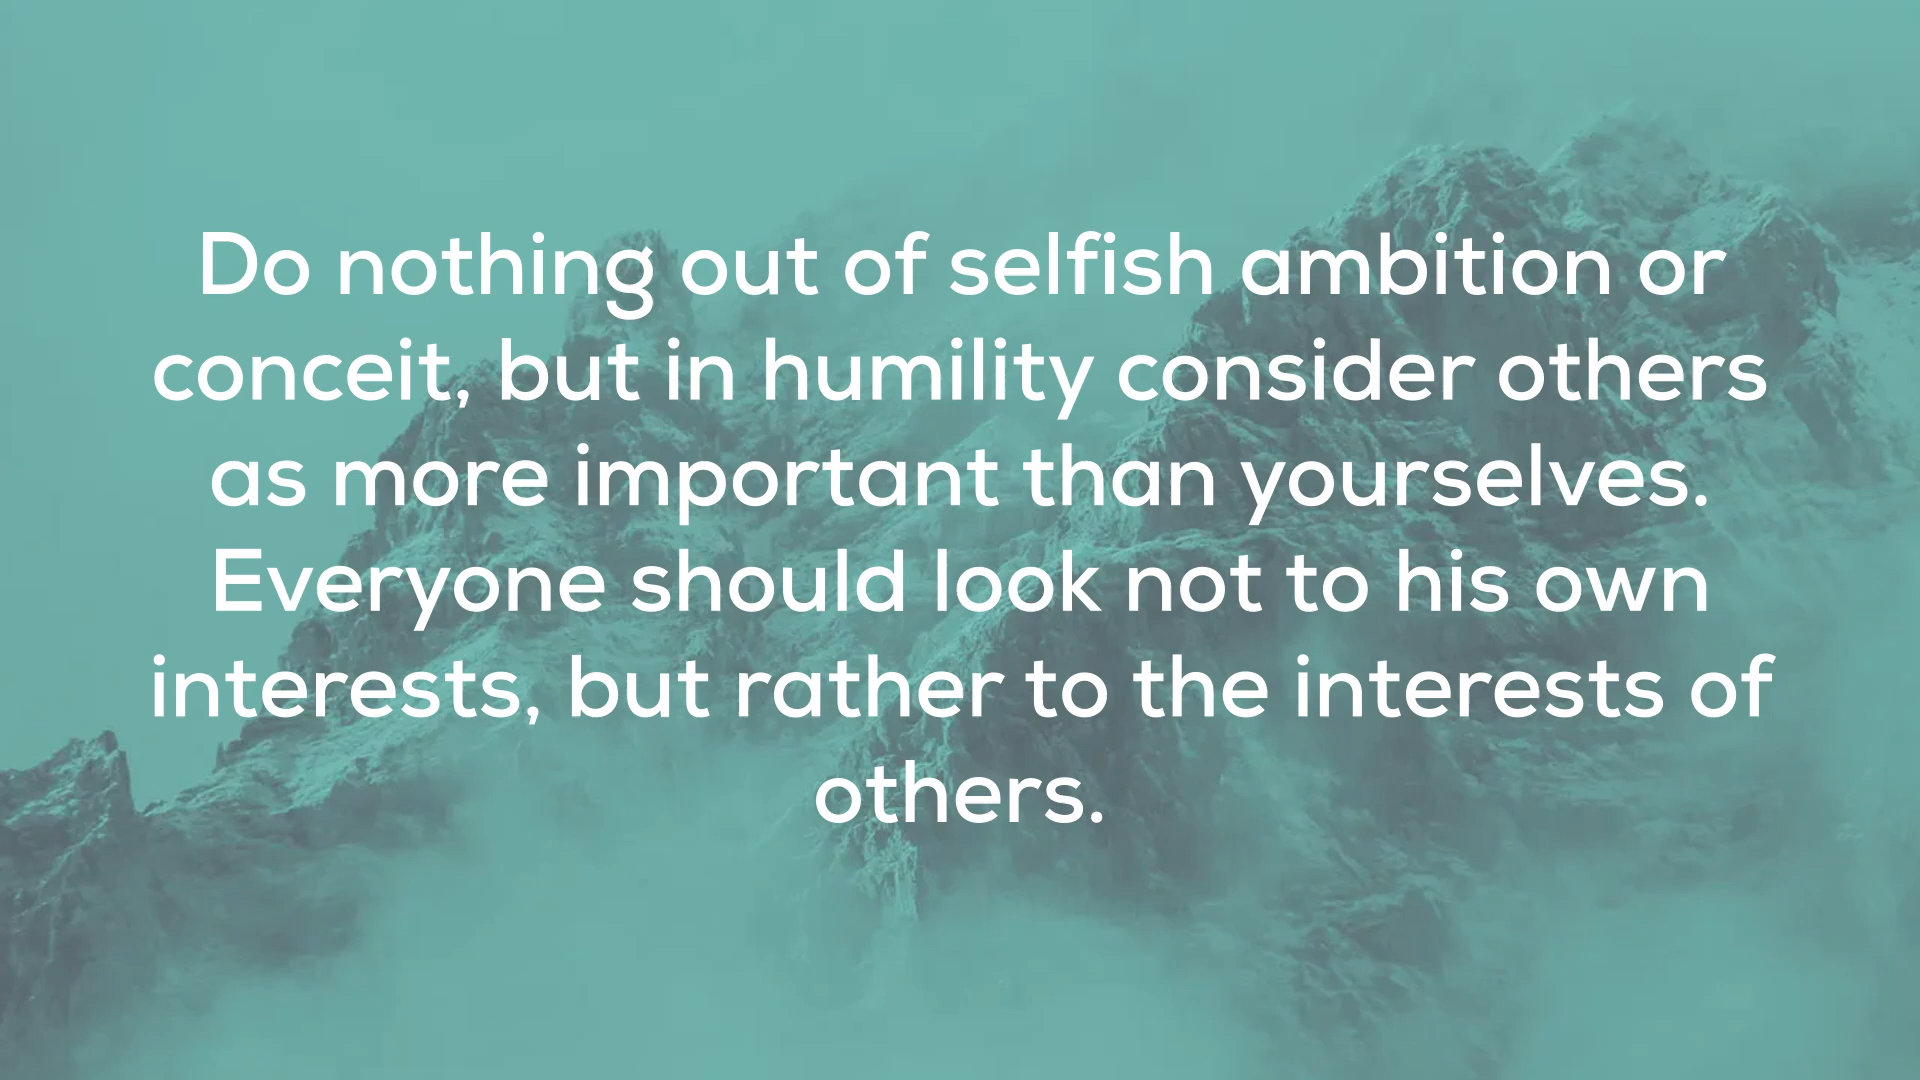 Do nothing out of selfish ambition or
conceit, but in humility consider others
as more important than yourselves.
Everyone should look not to his own
interests, but rather to the interests of
others.